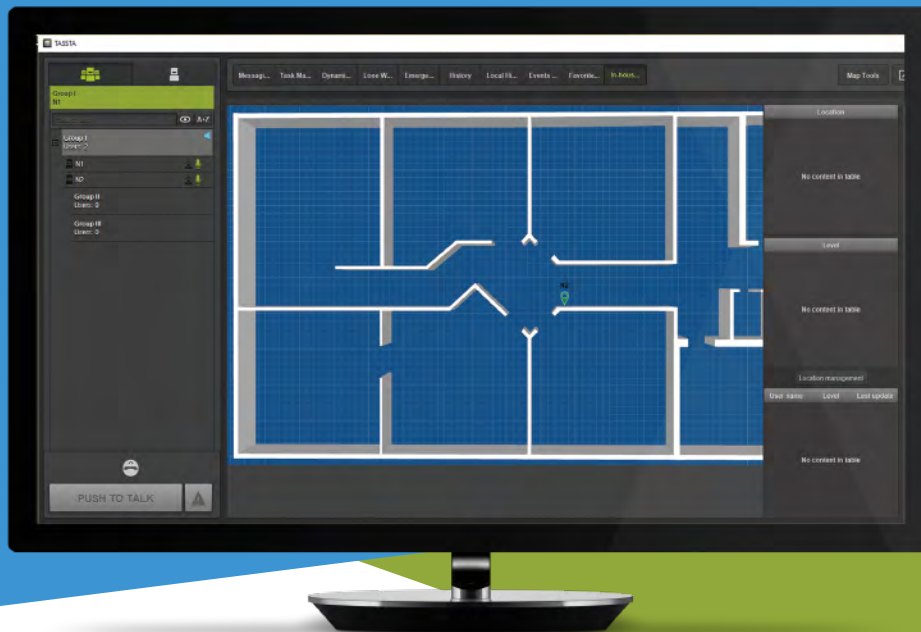 TASSTA
Messagi... Task Ma... Dynami... Lone W... Emerge... History Local Hi... Events ... Favorite... In-hous...
Map Tools
Group I
N1
A-Z
Group I
Users: 2
N1
N2
Group II
Users: 0
Group III
Users: 0
PUSH TO TALK
N2
Location
No content in table
Level
No content in table
Location management
User name Level Last update
No content in table